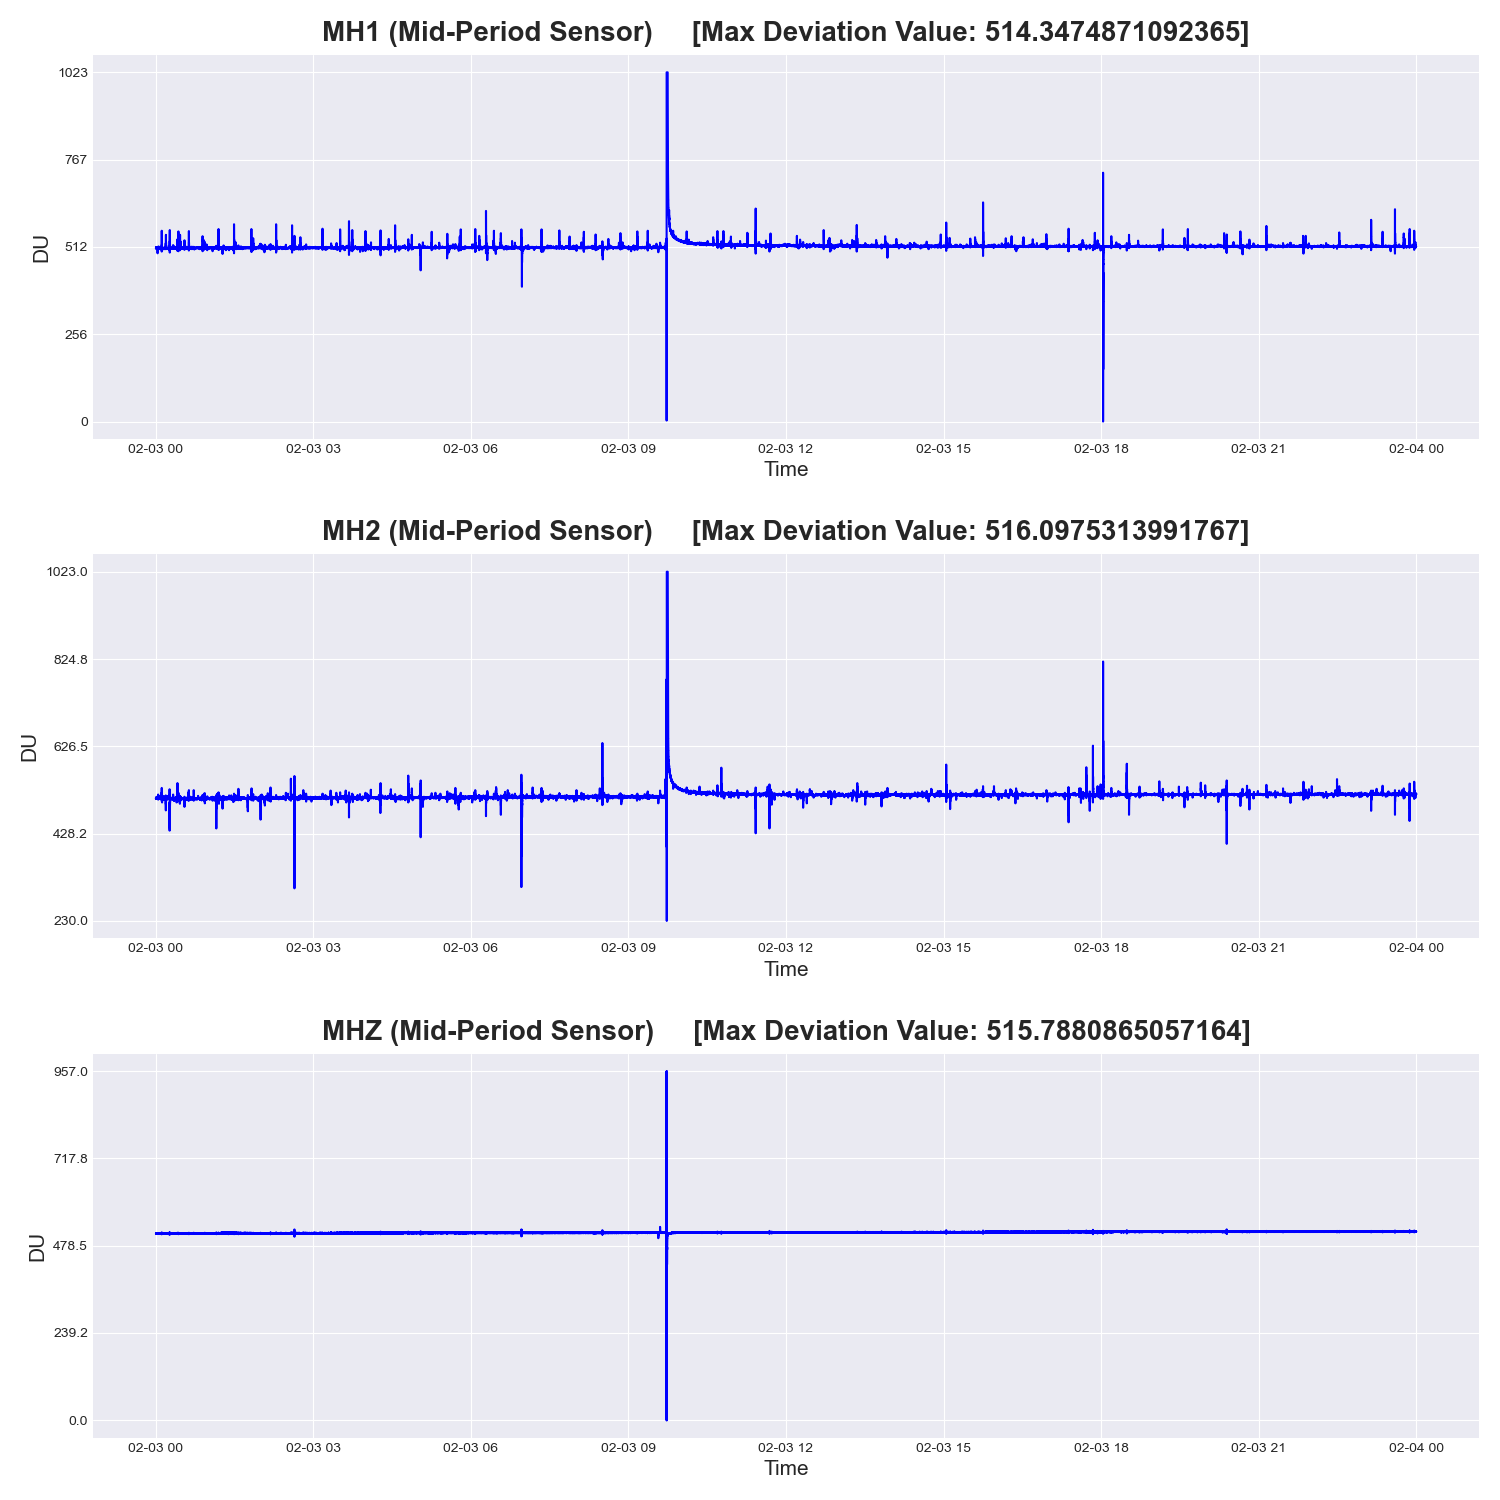 MH1 (Mid-Period Sensor) [Max Deviation Value: 514.3474871092365]
1023
767
512
256
0
DU
02-03 00 02-03 03 02-03 06 02-03 09 02-03 12 02-03 15 02-03 18 02-03 21 02-04 00
Time
MH2 (Mid-Period Sensor) [Max Deviation Value: 516.0975313991767]
1023.0
824.8
626.5
428.2
230.0
DU
02-03 00 02-03 03 02-03 06 02-03 09 02-03 12 02-03 15 02-03 18 02-03 21 02-04 00
Time
MHZ (Mid-Period Sensor) [Max Deviation Value: 515.7880865057164]
957.0
717.8
478.5
239.2
0.0
DU
02-03 00 02-03 03 02-03 06 02-03 09 02-03 12 02-03 15 02-03 18 02-03 21 02-04 00
Time